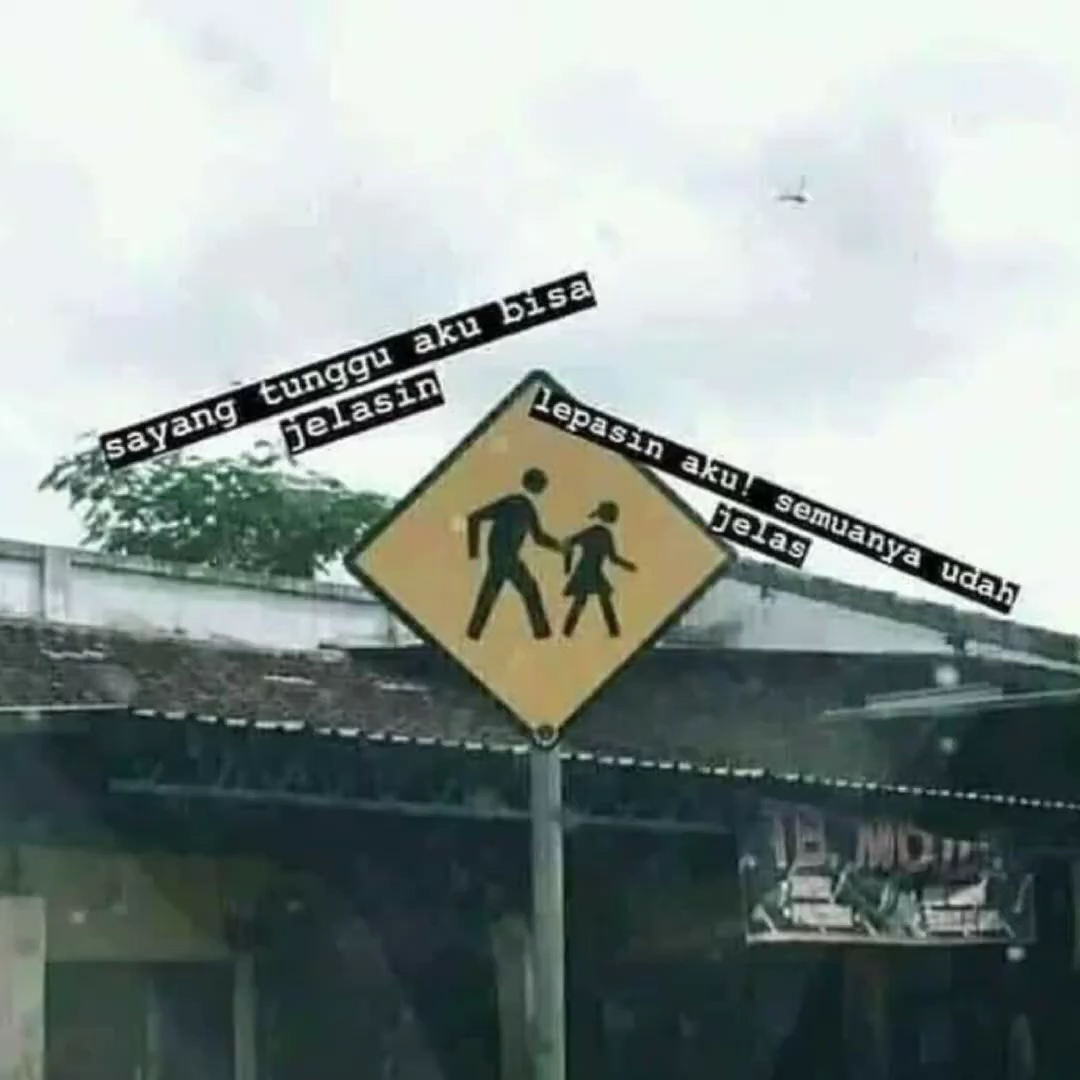 sayang tunggu aku bisa
jelasin
lepasin aku! semuanya udah
jelas